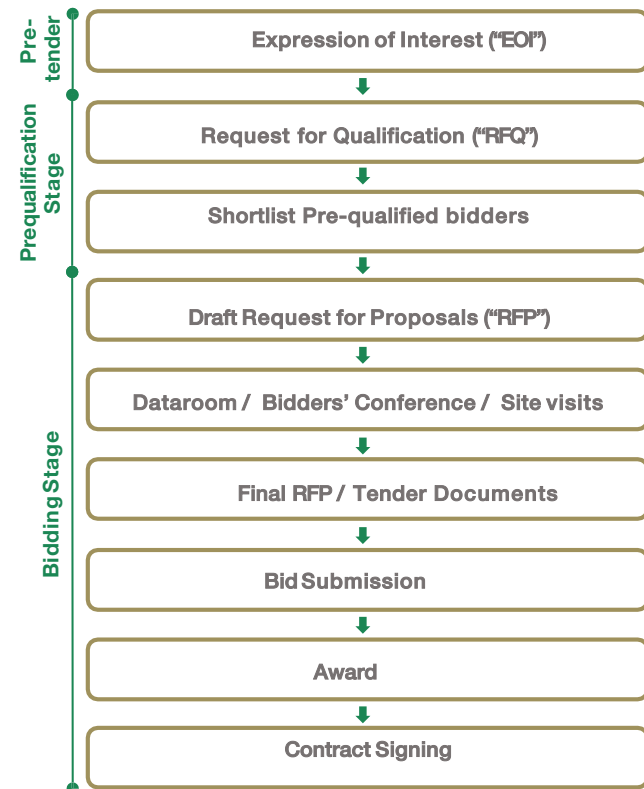 Pre-
tender
Expression of Interest (“EOI”)
Prequalification
Stage
Request for Qualification (“RFQ)
Shortlist Pre-qualified bidders
Bidding Stage
Draft Request for Proposals (“RFP”)
Dataroom / Bidders’ Conference / Site visits
Final RFP / Tender Documents
Bid Submission
Award
Contract Signing